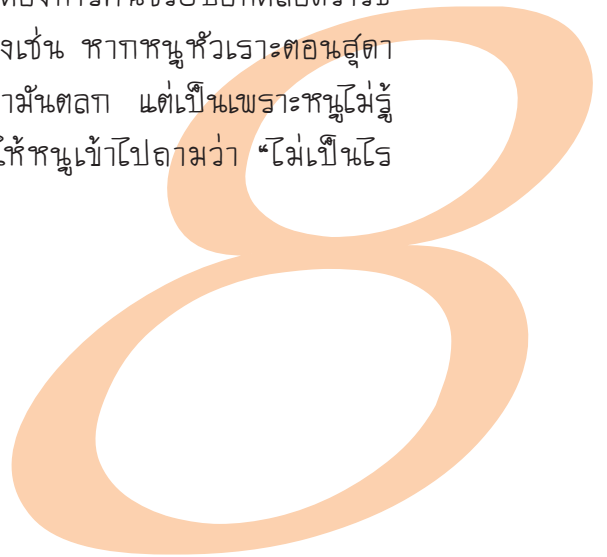 งเช่น หากหนูหัวเราะตอนสุดา
ามันตลก แต่เป็นเพราะหนูไม่รู้
ให้หนูเข้าไปถามว่า “ไม่เป็นไร
8